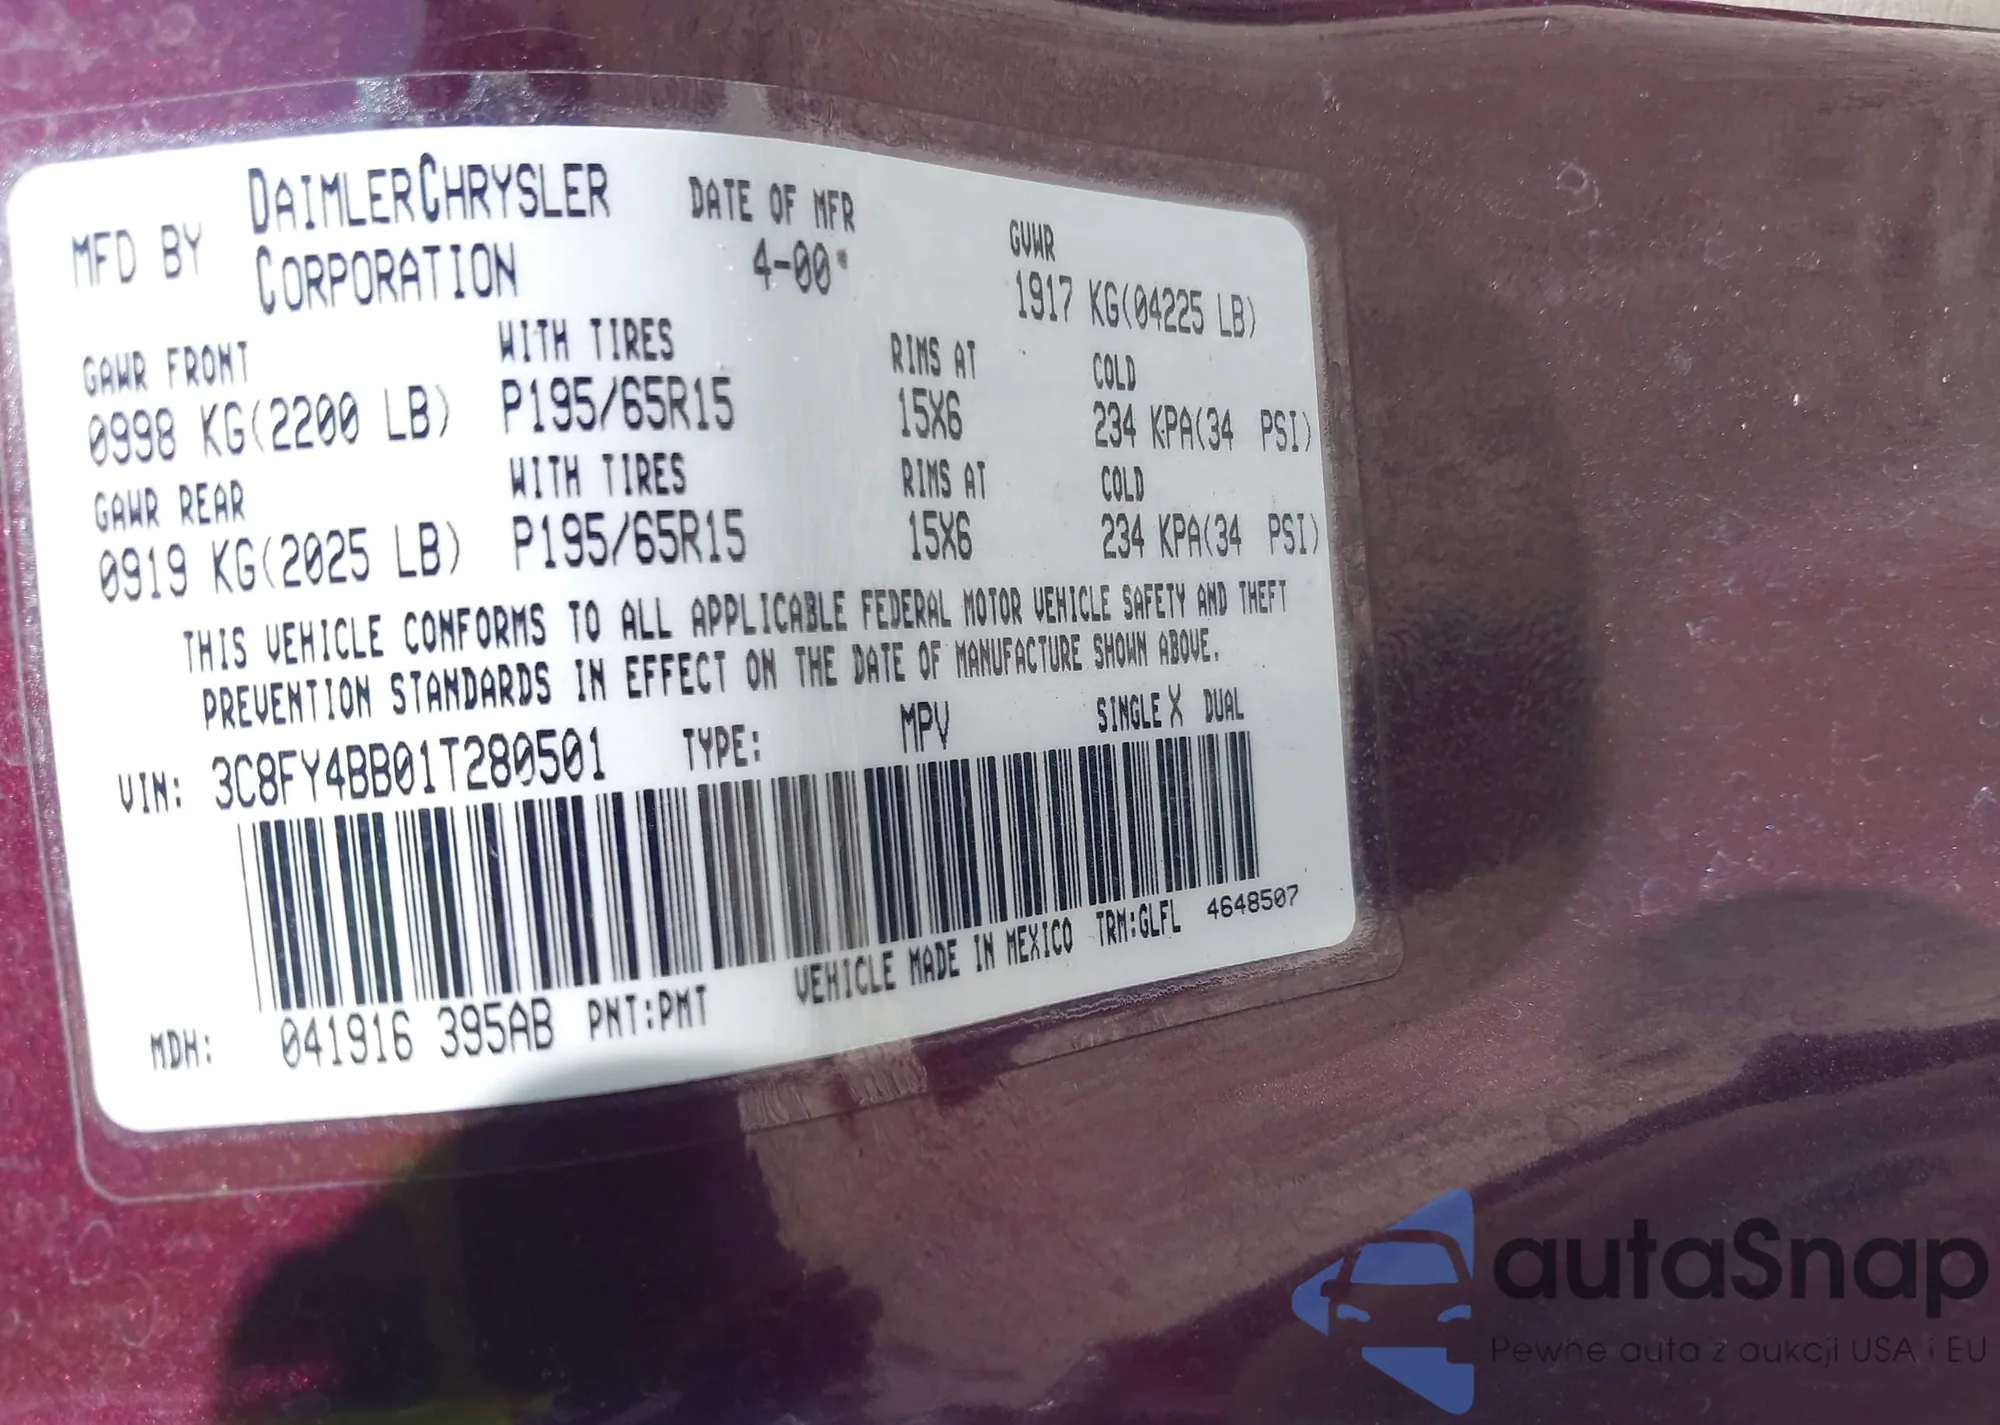 MFD BY DAIMLERCHRYSLER CORPORATION
DATE OF MFR 4-00*
GVWR 1917 KG(04225 LB)
GAWR FRONT WITH TIRES RIMS AT COLD
0998 KG(2200 LB) P195/65R15 15X6 234 KPA(34 PSI)
GAWR REAR WITH TIRES RIMS AT COLD
0919 KG(2025 LB) P195/65R15 15X6 234 KPA(34 PSI)
THIS VEHICLE CONFORMS TO ALL APPLICABLE FEDERAL MOTOR VEHICLE SAFETY AND THEFT
PREVENTION STANDARDS IN EFFECT ON THE DATE OF MANUFACTURE SHOWN ABOVE.
VIN: 3C8FY4BB01T280501 TYPE: MPV SINGLE X DUAL
MDH: 041916 395AB PNT:PMT VEHICLE MADE IN MEXICO TRM:GLFL 4648507
autaSnap
Pewne auta z aukcji USA i EU